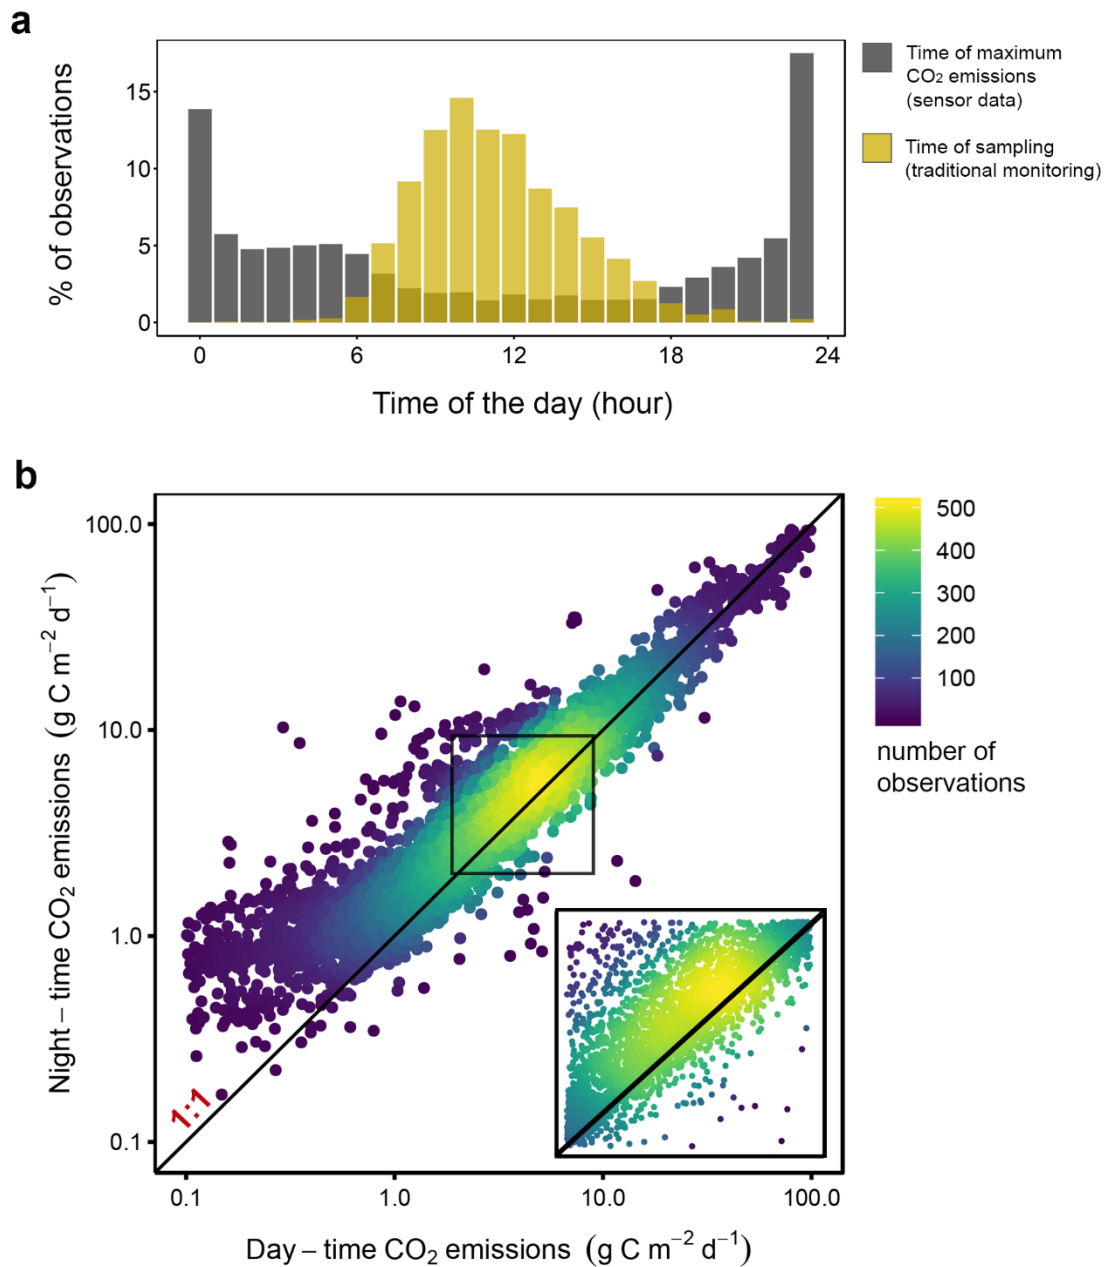 a
% of observations
15
10
5
0
0
6
12
18
24
Time of the day (hour)
Time of maximum
CO₂ emissions
(sensor data)
Time of sampling
(traditional monitoring)
b
Night – time CO₂ emissions (g C m⁻² d⁻¹)
100.0
10.0
1.0
0.1
1:1
0.1
1.0
10.0
100.0
Day – time CO₂ emissions (g C m⁻² d⁻¹)
500
400
300
200
100
number of
observations